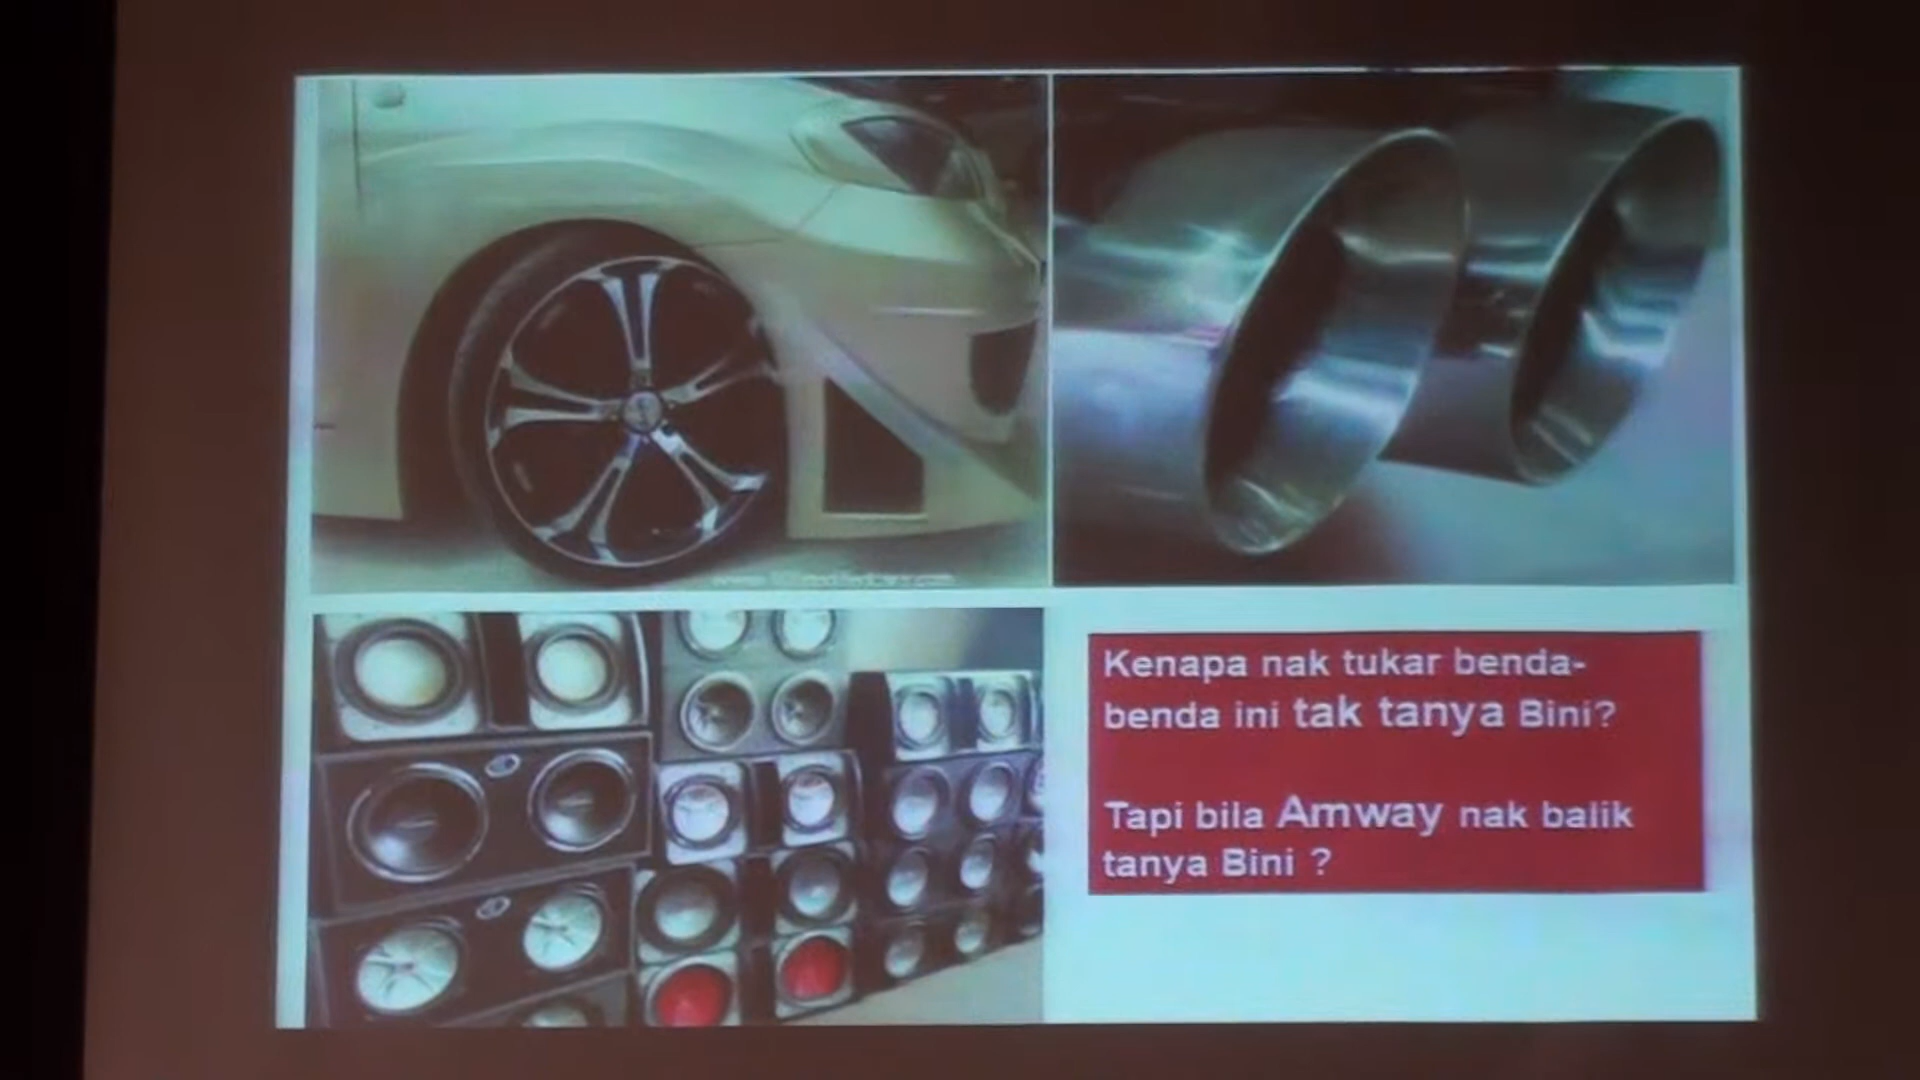 Kenapa nak tukar benda-
benda ini tak tanya Bini?
Tapi bila Amway nak balik
tanya Bini ?